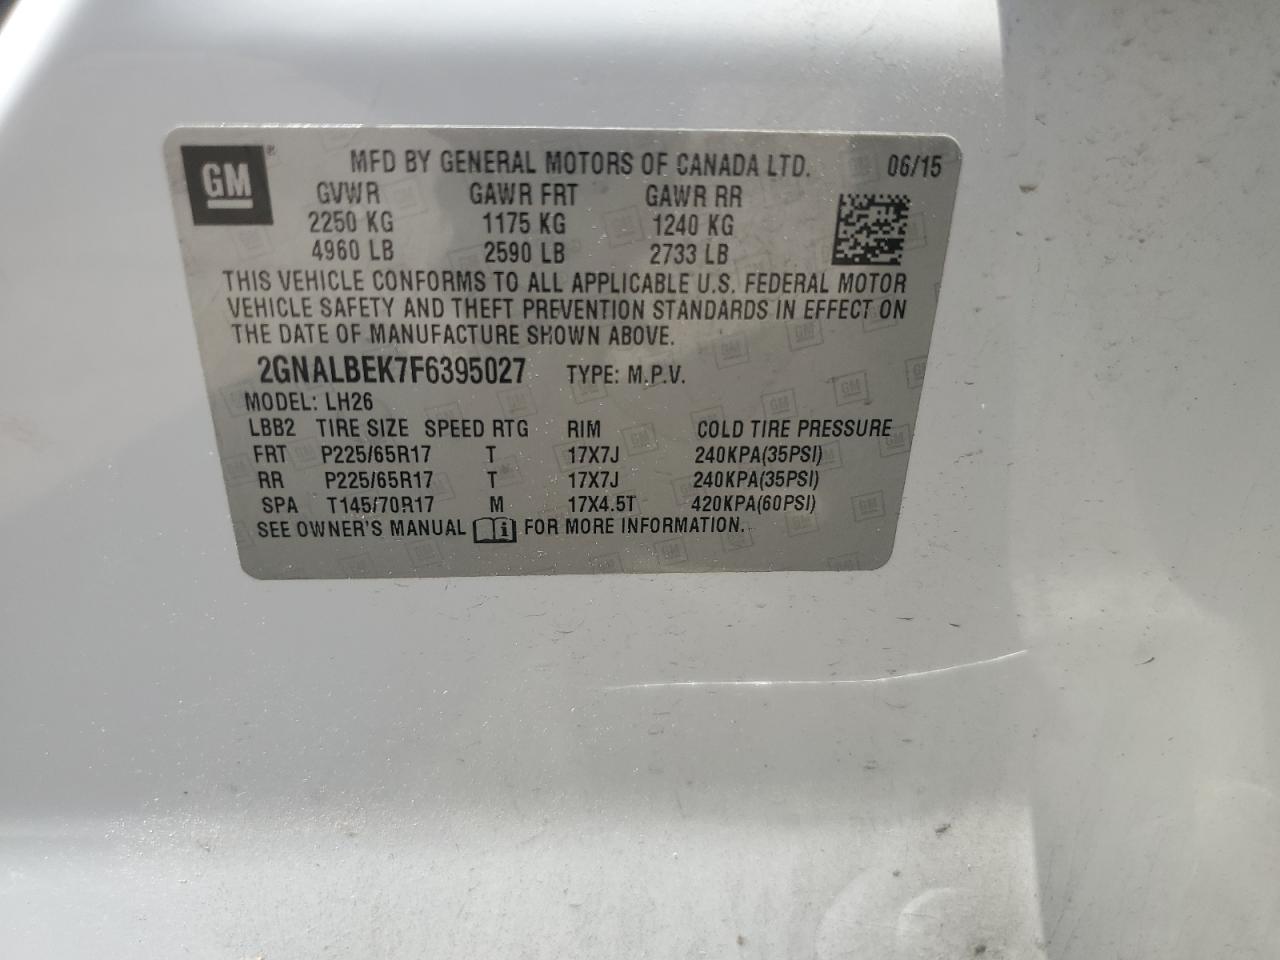 GM ® MFD BY GENERAL MOTORS OF CANADA LTD. 06/15
GVWR GAWR FRT GAWR RR
2250 KG 1175 KG 1240 KG
4960 LB 2590 LB 2733 LB
THIS VEHICLE CONFORMS TO ALL APPLICABLE U.S. FEDERAL MOTOR
VEHICLE SAFETY AND THEFT PREVENTION STANDARDS IN EFFECT ON
THE DATE OF MANUFACTURE SHOWN ABOVE.
2GNALBEK7F6395027 TYPE: M.P.V.
MODEL: LH26
LBB2 TIRE SIZE SPEED RTG RIM COLD TIRE PRESSURE
FRT P225/65R17 T 17X7J 240KPA(35PSI)
RR P225/65R17 T 17X7J 240KPA(35PSI)
SPA T145/70R17 M 17X4.5T 420KPA(60PSI)
SEE OWNER'S MANUAL i FOR MORE INFORMATION.